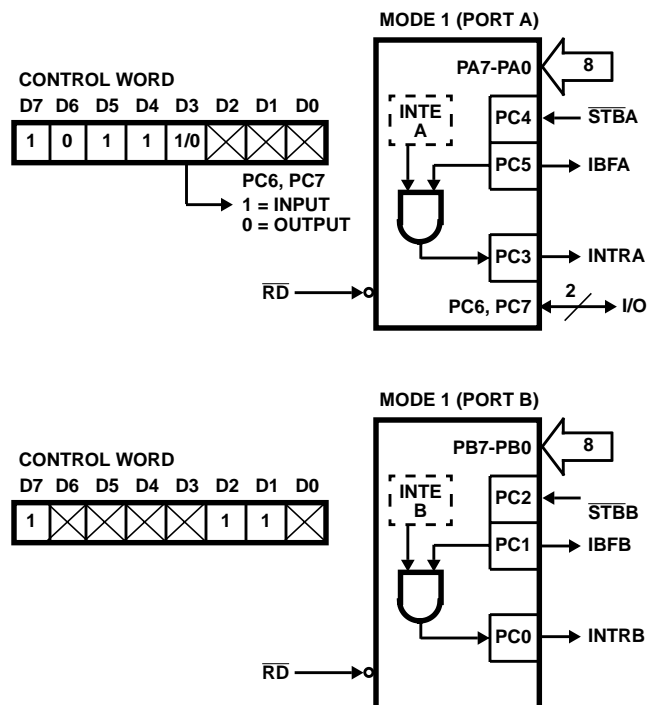 MODE 1 (PORT A)
CONTROL WORD
D7 D6 D5 D4 D3 D2 D1 D0
1 0 1 1 1/0
PC6, PC7
1 = INPUT
0 = OUTPUT
PA7-PA0
8
INTE
A
PC4
STBA
PC5
IBFA
PC3
INTRA
RD
PC6, PC7
2
I/O
MODE 1 (PORT B)
CONTROL WORD
D7 D6 D5 D4 D3 D2 D1 D0
1 1 1
PB7-PB0
8
INTE
B
PC2
STBB
PC1
IBFB
PC0
INTRB
RD